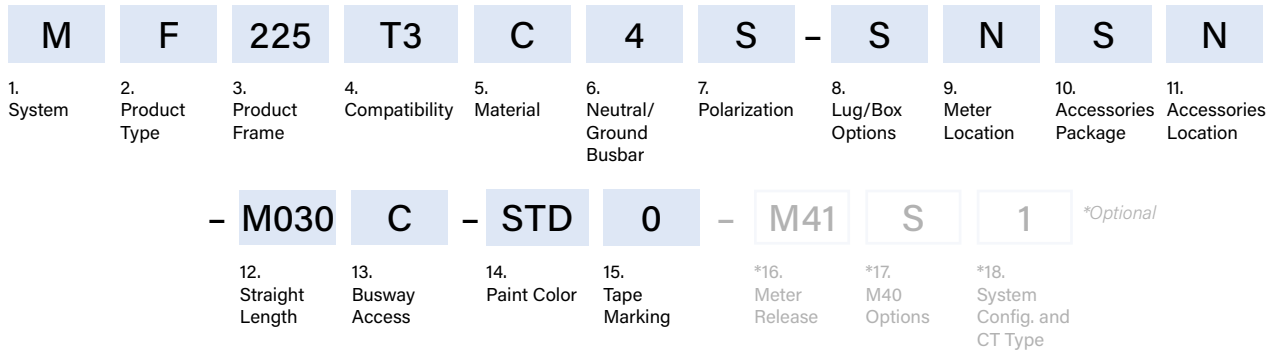 M F 225 T3 C 4 S – S N S N
1. 2. 3. 4. 5. 6. 7. 8. 9. 10. 11.
System Product Product Compatibility Material Neutral/ Polarization Lug/Box Meter Accessories Accessories
Type Frame Ground Options Location Package Location
Busbar
– M030 C – STD 0 – M41 S 1 *Optional
12. 13. 14. 15. *16. *17. *18.
Straight Busway Paint Color Tape Meter M40 System
Length Access Marking Release Options Config. and
CT Type